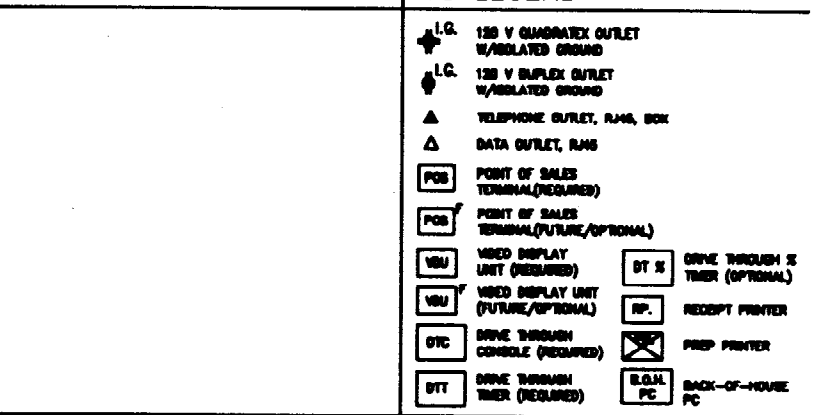 I.G. 120 V QUADRATEX OUTLET
W/ISOLATED GROUND
I.G. 120 V DUPLEX OUTLET
W/ISOLATED GROUND
TELEPHONE OUTLET, RJ45, BOX
DATA OUTLET, RJ45
POS POINT OF SALES
TERMINAL(REQUIRED)
POS F POINT OF SALES
TERMINAL(FUTURE/OPTIONAL)
VDU VIDEO DISPLAY
UNIT (REQUIRED)
VDU F VIDEO DISPLAY UNIT
(FUTURE/OPTIONAL)
DTC DRIVE THROUGH
CONSOLE (REQUIRED)
DTT DRIVE THROUGH
TIMER (REQUIRED)
DT % DRIVE THROUGH %
TIMER (OPTIONAL)
RP. RECEIPT PRINTER
PREP PRINTER
B.O.H.
PC BACK-OF-HOUSE
PC